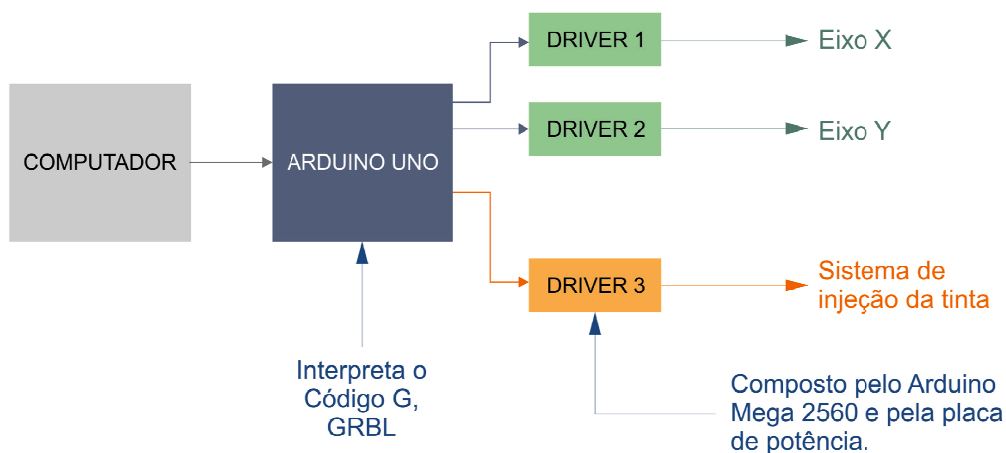 COMPUTADOR
ARDUINO UNO
DRIVER 1
Eixo X
DRIVER 2
Eixo Y
DRIVER 3
Sistema de
injeção da tinta
Interpreta o
Código G,
GRBL
Composto pelo Arduino
Mega 2560 e pela placa
de potência.